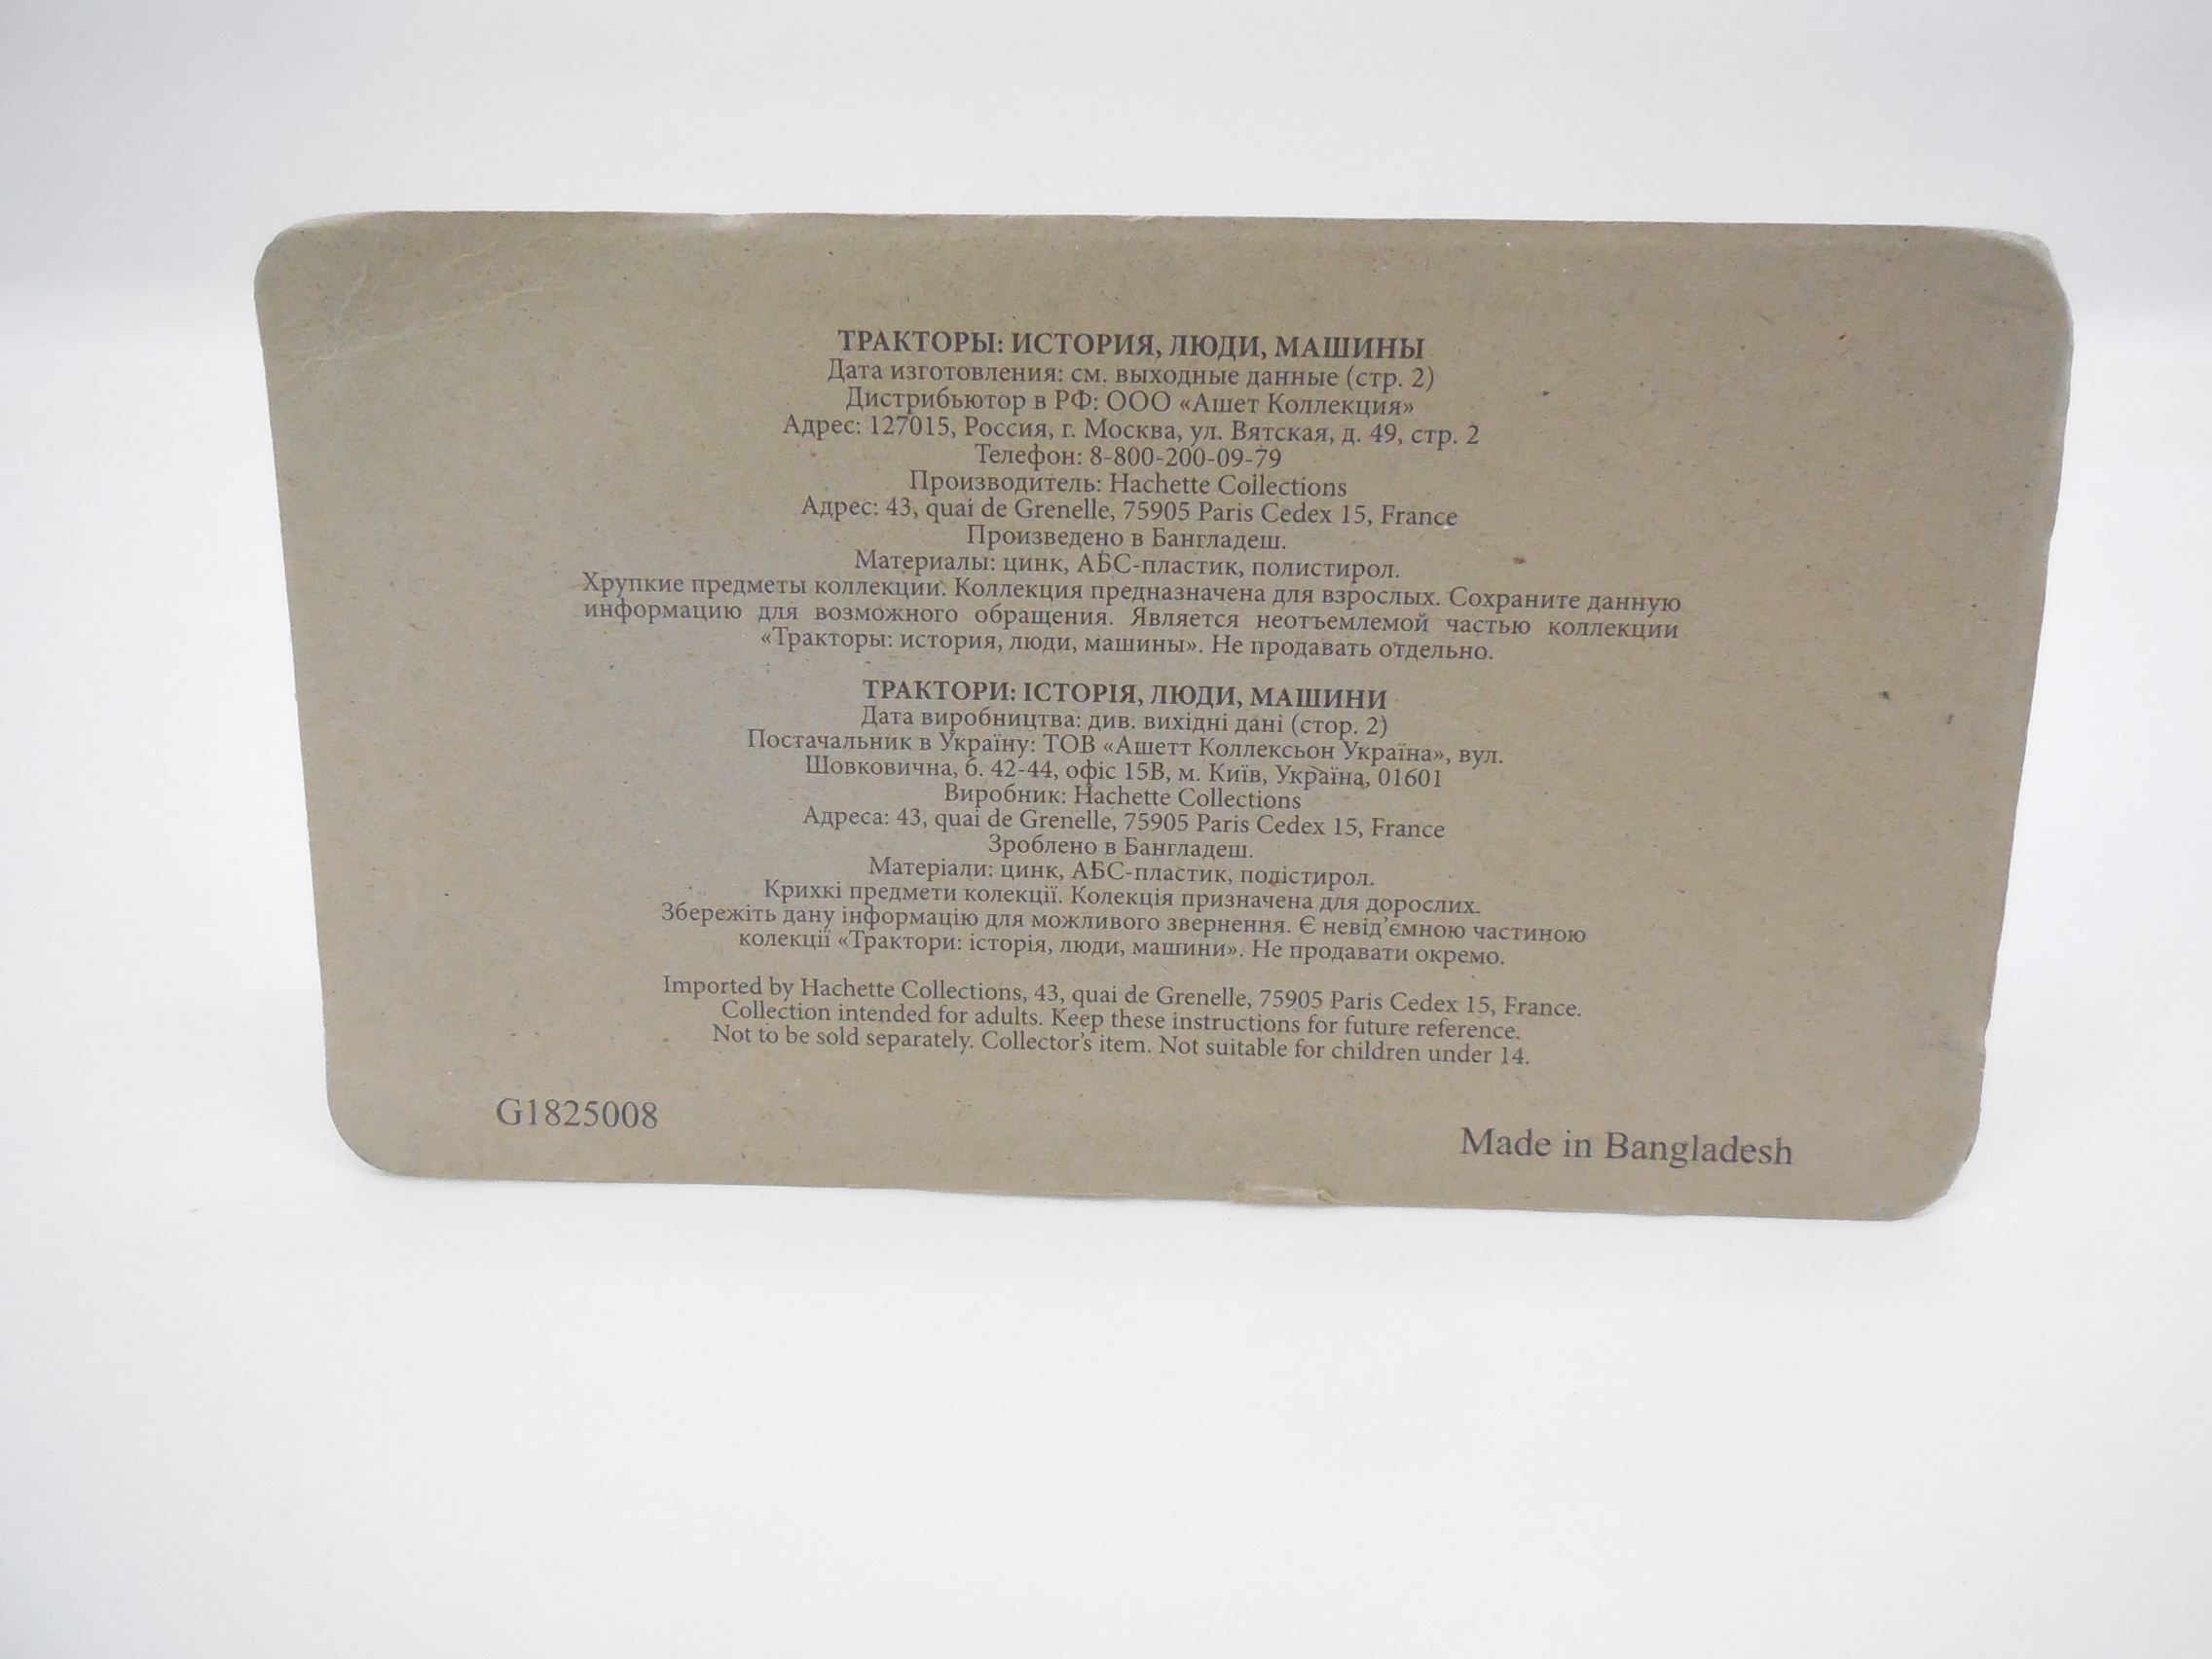 ТРАКТОРЫ: ИСТОРИЯ, ЛЮДИ, МАШИНЫ
Дата изготовления: см. выходные данные (стр. 2)
Дистрибьютор в РФ: ООО «Ашет Коллекция»
Адрес: 127015, Россия, г. Москва, ул. Вятская, д. 49, стр. 2
Телефон: 8-800-200-09-79
Производитель: Hachette Collections
Адрес: 43, quai de Grenelle, 75905 Paris Cedex 15, France
Произведено в Бангладеш.
Материалы: цинк, АБС-пластик, полистирол.
Хрупкие предметы коллекции. Коллекция предназначена для взрослых. Сохраните данную
информацию для возможного обращения. Является неотъемлемой частью коллекции
«Тракторы: история, люди, машины». Не продавать отдельно.
ТРАКТОРИ: ІСТОРІЯ, ЛЮДИ, МАШИНИ
Дата виробництва: див. вихідні дані (стор. 2)
Постачальник в Україну: ТОВ «Ашетт Коллексьон Україна», вул.
Шовковична, б. 42-44, офіс 15В, м. Київ, Україна, 01601
Виробник: Hachette Collections
Адреса: 43, quai de Grenelle, 75905 Paris Cedex 15, France
Зроблено в Бангладеш.
Матеріали: цинк, АБС-пластик, полістирол.
Крихкі предмети колекції. Колекція призначена для дорослих.
Збережіть дану інформацію для можливого звернення. Є невід'ємною частиною
колекції «Трактори: історія, люди, машини». Не продавати окремо.
Imported by Hachette Collections, 43, quai de Grenelle, 75905 Paris Cedex 15, France.
Collection intended for adults. Keep these instructions for future reference.
Not to be sold separately. Collector's item. Not suitable for children under 14.
G1825008
Made in Bangladesh